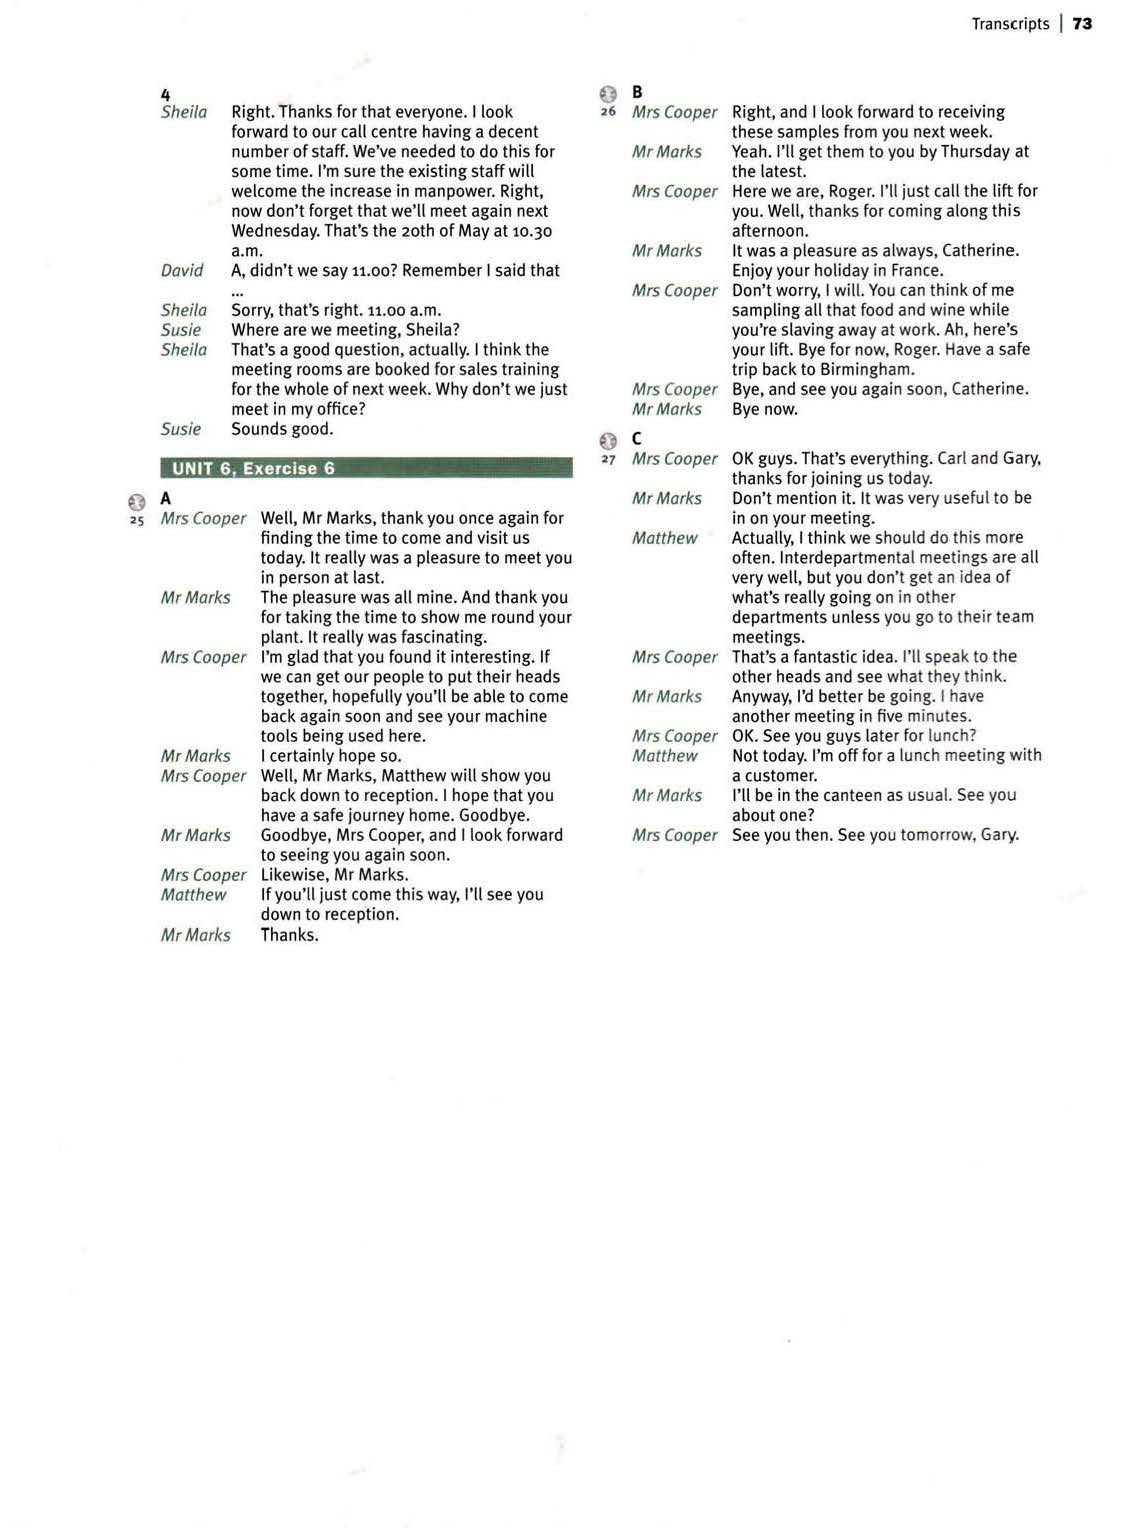 Transcripts | 73
4
Sheila Right. Thanks for that everyone. I look
forward to our call centre having a decent
number of staff. We've needed to do this for
some time. I'm sure the existing staff will
welcome the increase in manpower. Right,
now don't forget that we'll meet again next
Wednesday. That's the 20th of May at 10.30
a.m.
David A, didn't we say 11.00? Remember I said that
...
Sheila Sorry, that's right. 11.00 a.m.
Susie Where are we meeting, Sheila?
Sheila That's a good question, actually. I think the
meeting rooms are booked for sales training
for the whole of next week. Why don't we just
meet in my office?
Susie Sounds good.
UNIT 6, Exercise 6
A
25 Mrs Cooper Well, Mr Marks, thank you once again for
finding the time to come and visit us
today. It really was a pleasure to meet you
in person at last.
Mr Marks The pleasure was all mine. And thank you
for taking the time to show me round your
plant. It really was fascinating.
Mrs Cooper I'm glad that you found it interesting. If
we can get our people to put their heads
together, hopefully you'll be able to come
back again soon and see your machine
tools being used here.
Mr Marks I certainly hope so.
Mrs Cooper Well, Mr Marks, Matthew will show you
back down to reception. I hope that you
have a safe journey home. Goodbye.
Mr Marks Goodbye, Mrs Cooper, and I look forward
to seeing you again soon.
Mrs Cooper Likewise, Mr Marks.
Matthew If you'll just come this way, I'll see you
down to reception.
Mr Marks Thanks.
B
26 Mrs Cooper Right, and I look forward to receiving
these samples from you next week.
Mr Marks Yeah. I'll get them to you by Thursday at
the latest.
Mrs Cooper Here we are, Roger. I'll just call the lift for
you. Well, thanks for coming along this
afternoon.
Mr Marks It was a pleasure as always, Catherine.
Enjoy your holiday in France.
Mrs Cooper Don't worry, I will. You can think of me
sampling all that food and wine while
you're slaving away at work. Ah, here's
your lift. Bye for now, Roger. Have a safe
trip back to Birmingham.
Mrs Cooper Bye, and see you again soon, Catherine.
Mr Marks Bye now.
C
27 Mrs Cooper OK guys. That's everything. Carl and Gary,
thanks for joining us today.
Mr Marks Don't mention it. It was very useful to be
in on your meeting.
Matthew Actually, I think we should do this more
often. Interdepartmental meetings are all
very well, but you don't get an idea of
what's really going on in other
departments unless you go to their team
meetings.
Mrs Cooper That's a fantastic idea. I'll speak to the
other heads and see what they think.
Mr Marks Anyway, I'd better be going. I have
another meeting in five minutes.
Mrs Cooper OK. See you guys later for lunch?
Matthew Not today. I'm off for a lunch meeting with
a customer.
Mr Marks I'll be in the canteen as usual. See you
about one?
Mrs Cooper See you then. See you tomorrow, Gary.